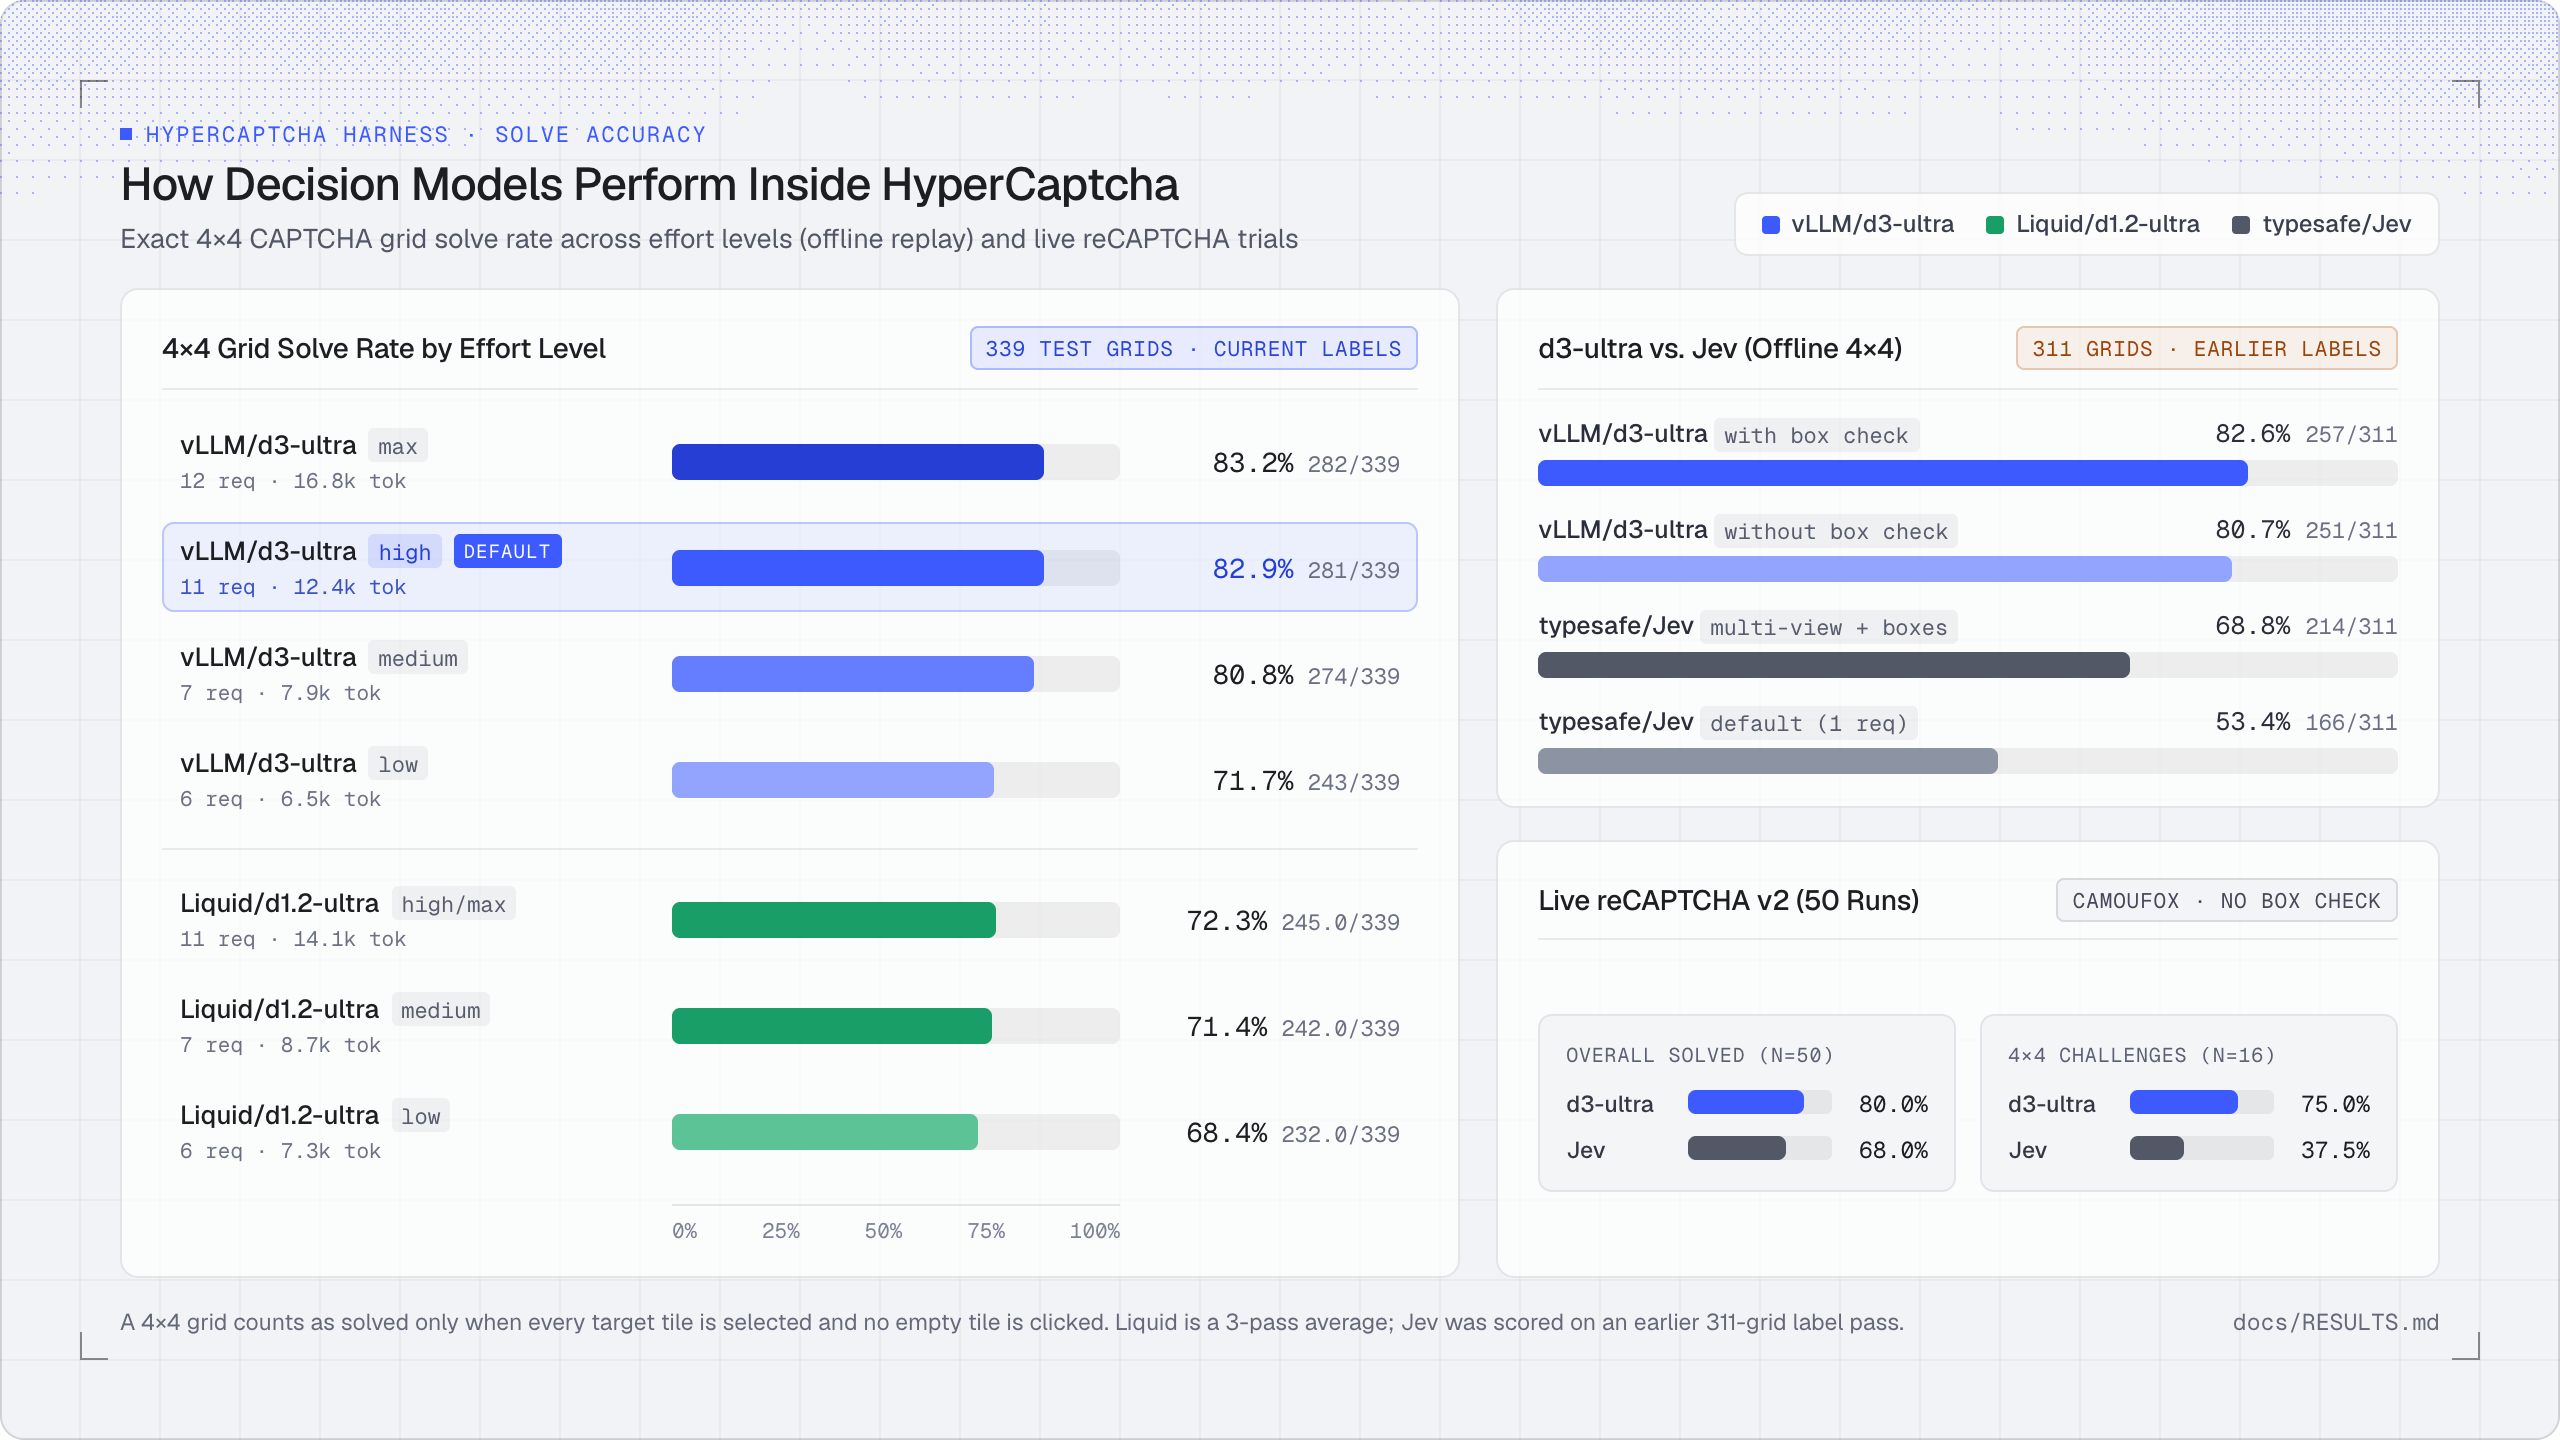 HYPERCAPTCHA HARNESS · SOLVE ACCURACY
How Decision Models Perform Inside HyperCaptcha
Exact 4×4 CAPTCHA grid solve rate across effort levels (offline replay) and live reCAPTCHA trials
vLLM/d3-ultra Liquid/d1.2-ultra typesafe/Jev
4×4 Grid Solve Rate by Effort Level 339 TEST GRIDS · CURRENT LABELS
vLLM/d3-ultra max 83.2% 282/339
12 req · 16.8k tok
vLLM/d3-ultra high DEFAULT 82.9% 281/339
11 req · 12.4k tok
vLLM/d3-ultra medium 80.8% 274/339
7 req · 7.9k tok
vLLM/d3-ultra low 71.7% 243/339
6 req · 6.5k tok
Liquid/d1.2-ultra high/max 72.3% 245.0/339
11 req · 14.1k tok
Liquid/d1.2-ultra medium 71.4% 242.0/339
7 req · 8.7k tok
Liquid/d1.2-ultra low 68.4% 232.0/339
6 req · 7.3k tok
0% 25% 50% 75% 100%
d3-ultra vs. Jev (Offline 4×4) 311 GRIDS · EARLIER LABELS
vLLM/d3-ultra with box check 82.6% 257/311
vLLM/d3-ultra without box check 80.7% 251/311
typesafe/Jev multi-view + boxes 68.8% 214/311
typesafe/Jev default (1 req) 53.4% 166/311
Live reCAPTCHA v2 (50 Runs) CAMOUFOX · NO BOX CHECK
OVERALL SOLVED (N=50)
d3-ultra 80.0%
Jev 68.0%
4×4 CHALLENGES (N=16)
d3-ultra 75.0%
Jev 37.5%
A 4×4 grid counts as solved only when every target tile is selected and no empty tile is clicked. Liquid is a 3-pass average; Jev was scored on an earlier 311-grid label pass.
docs/RESULTS.md